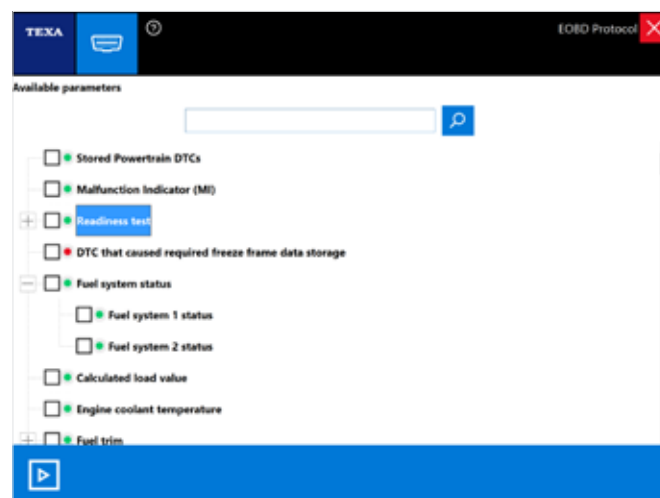 TEXA
EOBD Protocol
Available parameters
Stored Powertrain DTCs
Malfunction Indicator (MI)
Readiness test
DTC that caused required freeze frame data storage
Fuel system status
Fuel system 1 status
Fuel system 2 status
Calculated load value
Engine coolant temperature
Fuel trim